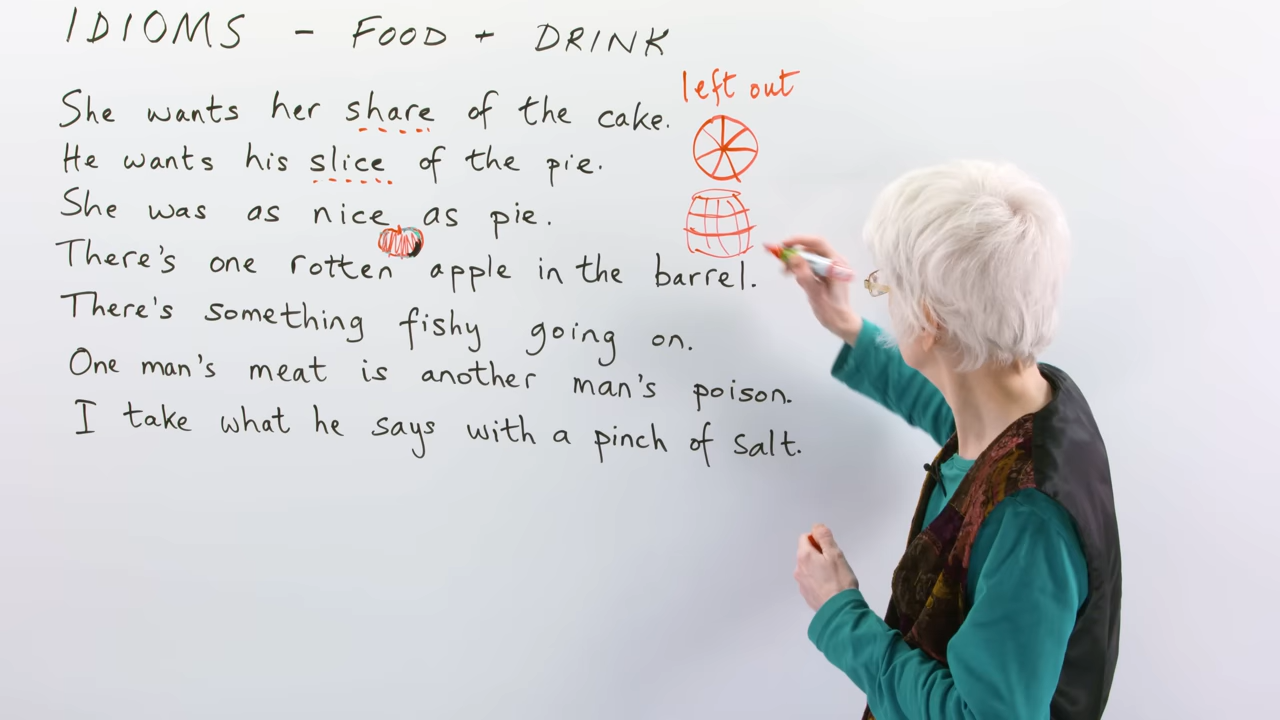 IDIOMS - FOOD + DRINK
left out
She wants her share of the cake.
He wants his slice of the pie.
She was as nice as pie.
There's one rotten apple in the barrel.
There's something fishy going on.
One man's meat is another man's poison.
I take what he says with a pinch of salt.